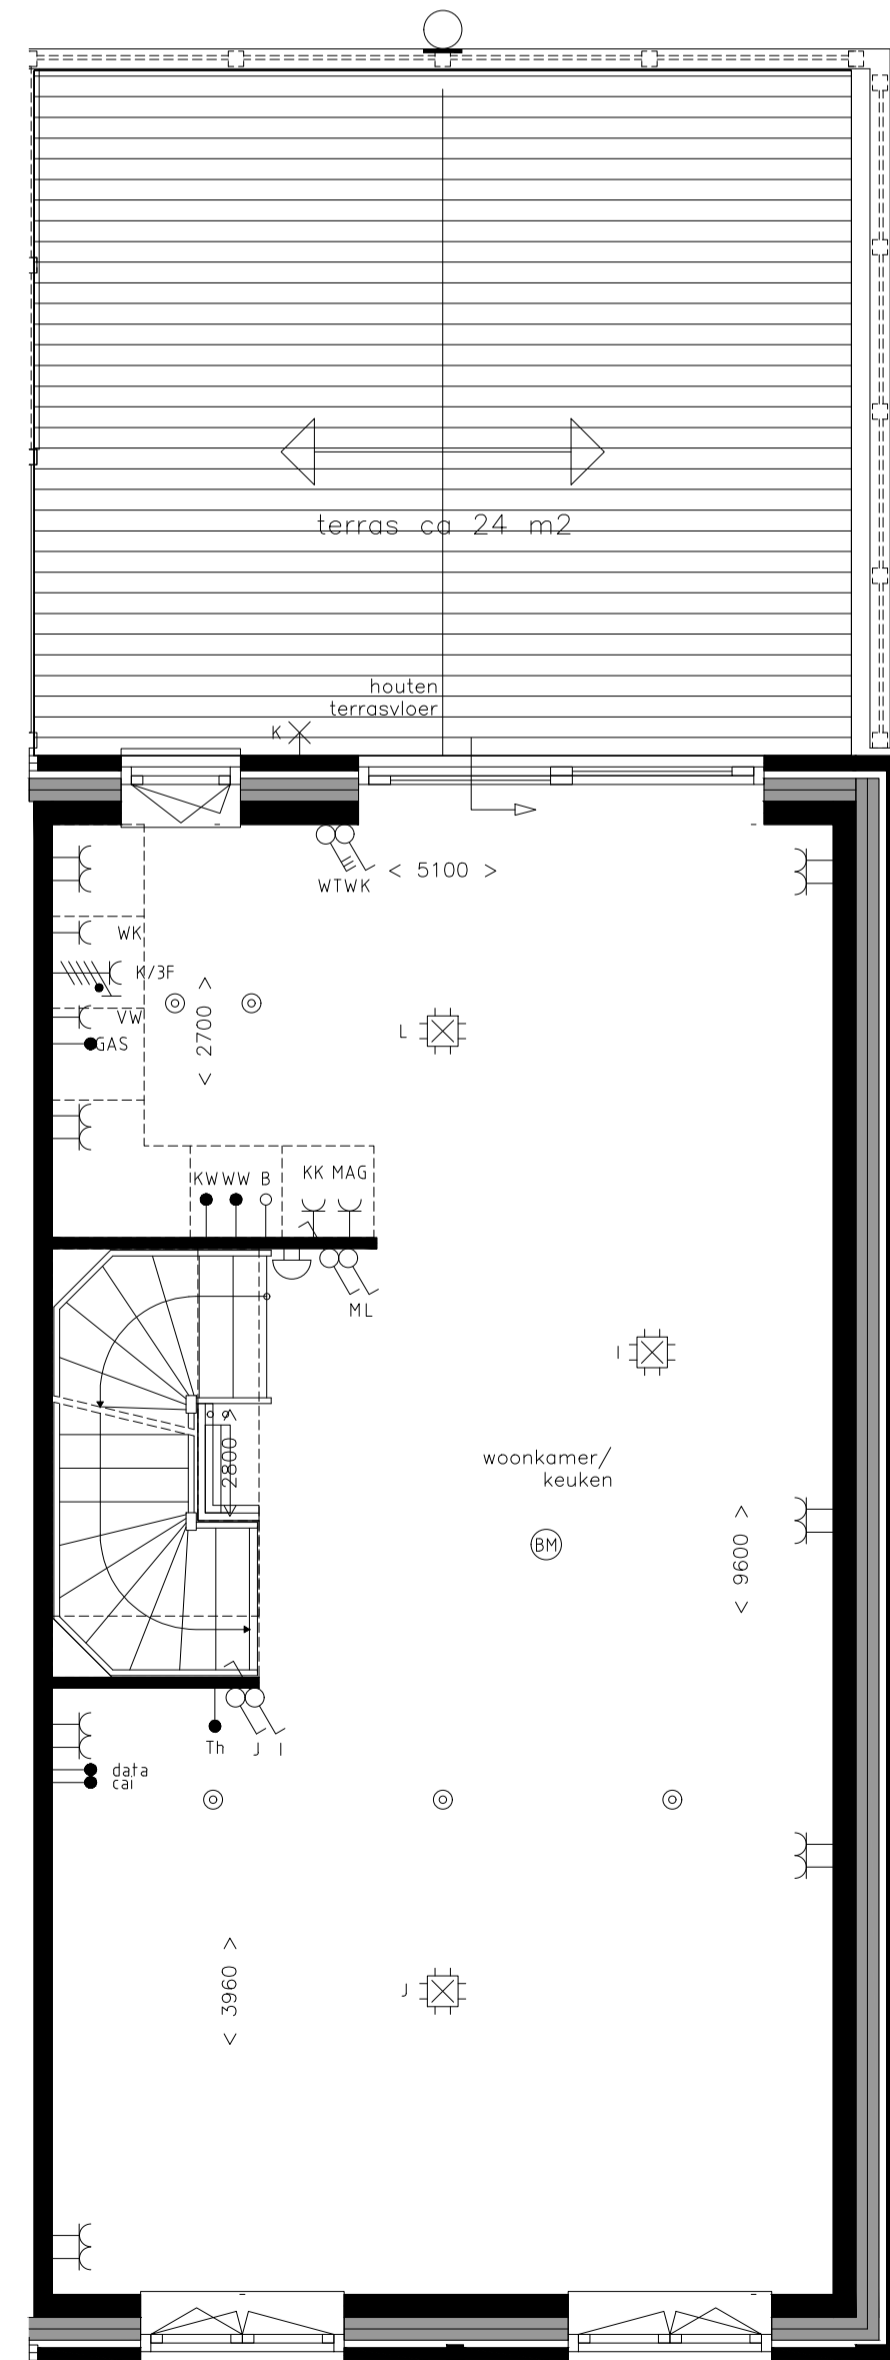 terras ca 24 m2
houten
terrasvloer
K
WTWK
< 5100 >
WK
K/3F
VW
GAS
< 2700 >
L
KW WW B
KK MAG
ML
I
2800 >
woonkamer/
keuken
BM
< 9600 >
Th
J I
data
cai
< 3960 >
J